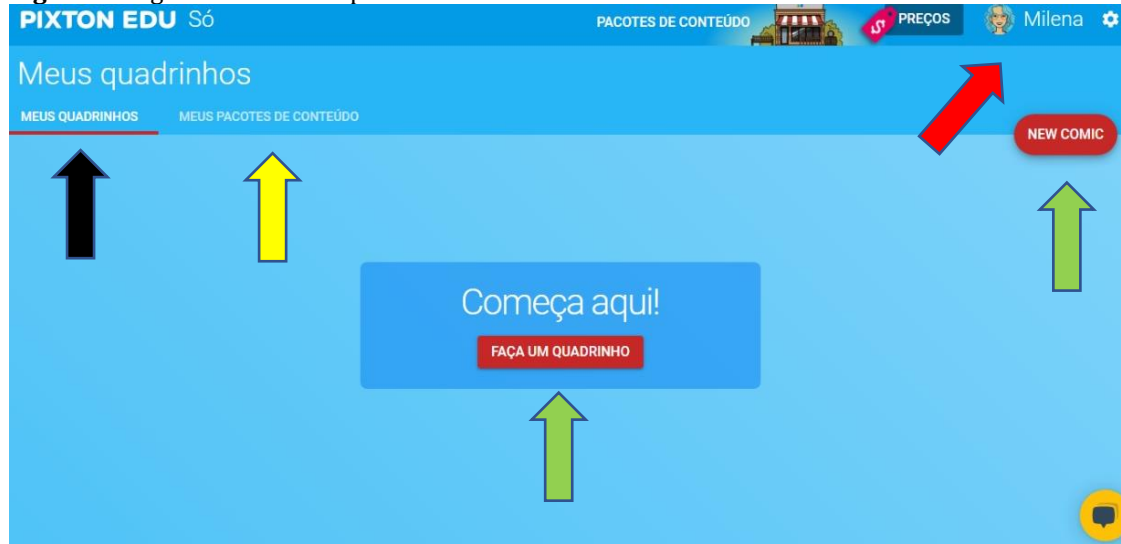 PIXTON EDU Só
PACOTES DE CONTEÚDO
PREÇOS
Milena
Meus quadrinhos
MEUS QUADRINHOS MEUS PACOTES DE CONTEÚDO
NEW COMIC
Começa aqui!
FAÇA UM QUADRINHO